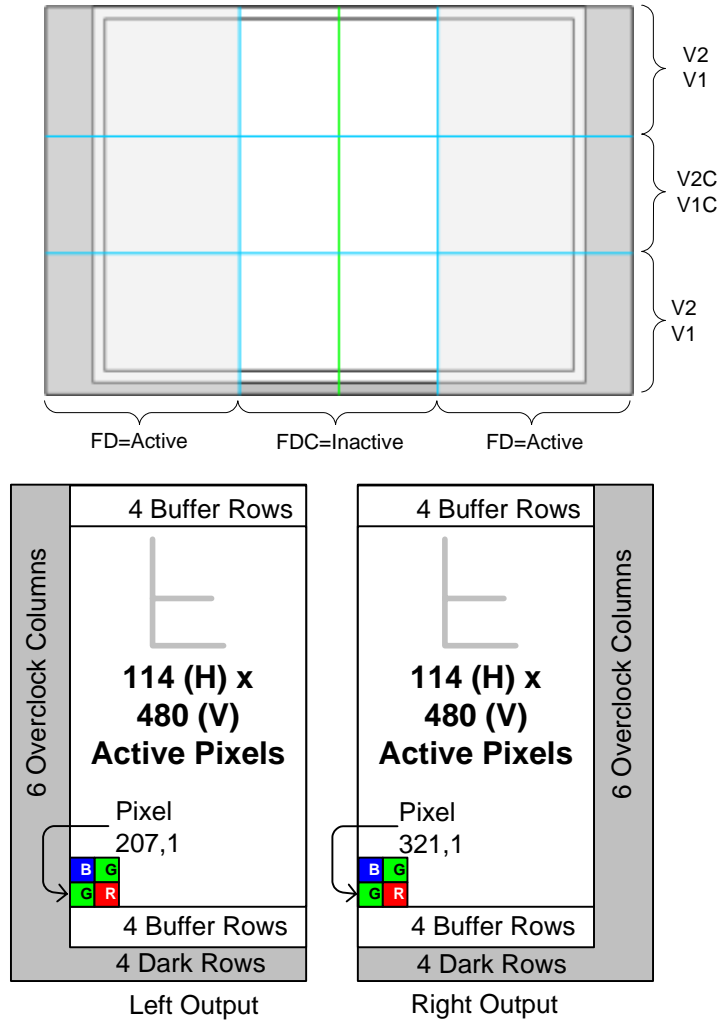 V2
V1
V2C
V1C
V2
V1
FD=Active
FDC=Inactive
FD=Active
6 Overclock Columns
4 Buffer Rows
114 (H) x
480 (V)
Active Pixels
Pixel
207,1
B G
G R
4 Buffer Rows
4 Dark Rows
Left Output
4 Buffer Rows
114 (H) x
480 (V)
Active Pixels
Pixel
321,1
B G
G R
4 Buffer Rows
4 Dark Rows
6 Overclock Columns
Right Output